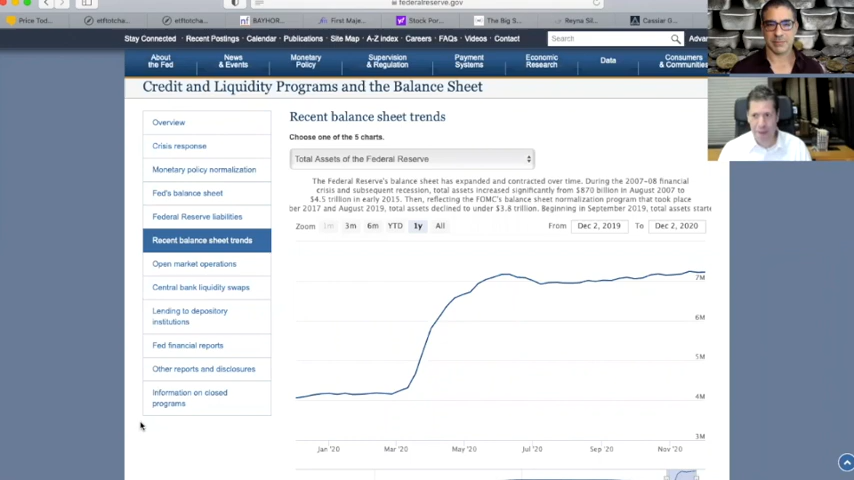 federalreserve.gov
Price Tod...
etftotcha...
etftotcha...
BAYHOR...
First Maje...
Stock Por...
The Big S...
Reyna Silv...
Cassiar G...
Stay Connected Recent Postings Calendar Publications Site Map A-Z index Careers FAQs Videos Contact
Search
Advan
About the Fed
News & Events
Monetary Policy
Supervision & Regulation
Payment Systems
Economic Research
Data
Consumers & Communities
Credit and Liquidity Programs and the Balance Sheet
Overview
Crisis response
Monetary policy normalization
Fed's balance sheet
Federal Reserve liabilities
Recent balance sheet trends
Open market operations
Central bank liquidity swaps
Lending to depository
institutions
Fed financial reports
Other reports and disclosures
Information on closed
programs
Recent balance sheet trends
Choose one of the 5 charts.
Total Assets of the Federal Reserve
The Federal Reserve's balance sheet has expanded and contracted over time. During the 2007-08 financial
crisis and subsequent recession, total assets increased significantly from $870 billion in August 2007 to
$4.5 trillion in early 2015. Then, reflecting the FOMC's balance sheet normalization program that took place
ber 2017 and August 2019, total assets declined to under $3.8 trillion. Beginning in September 2019, total assets starte
Zoom 1m 3m 6m YTD 1y All From Dec 2, 2019 To Dec 2, 2020
7M
6M
5M
4M
3M
Jan '20 Mar '20 May '20 Jul '20 Sep '20 Nov '20